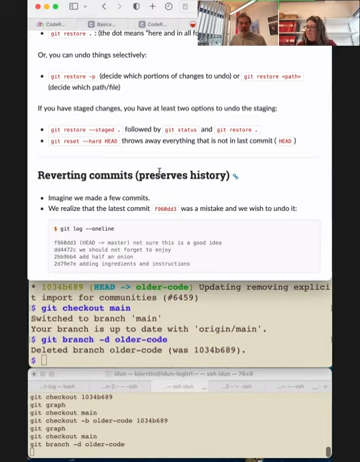 git restore . : (the dot means "here and in all fo
Or, you can undo things selectively:
git restore -p (decide which portions of changes to undo) or git restore <path>
(decide which path/file)
If you have staged changes, you have at least two options to undo the staging:
git restore --staged . followed by git status and git restore .
git reset --hard HEAD throws away everything that is not in last commit ( HEAD )
Reverting commits (preserves history)
Imagine we made a few commits.
We realize that the latest commit f960dd3 was a mistake and we wish to undo it:
$ git log --oneline
f960dd3 (HEAD -> master) not sure this is a good idea
dd4472c we should not forget to enjoy
2bb9bb4 add half an onion
2d79e7e adding ingredients and instructions
* 1034b689 (HEAD -> older-code) Updating removing explici
t import for communities (#6459)
$ git checkout main
Switched to branch 'main'
Your branch is up to date with 'origin/main'.
$ git branch -d older-code
Deleted branch older-code (was 1034b689).
$
git checkout 1034b689
git graph
git checkout main
git checkout -b older-code 1034b689
git graph
git checkout main
git branch -d older-code